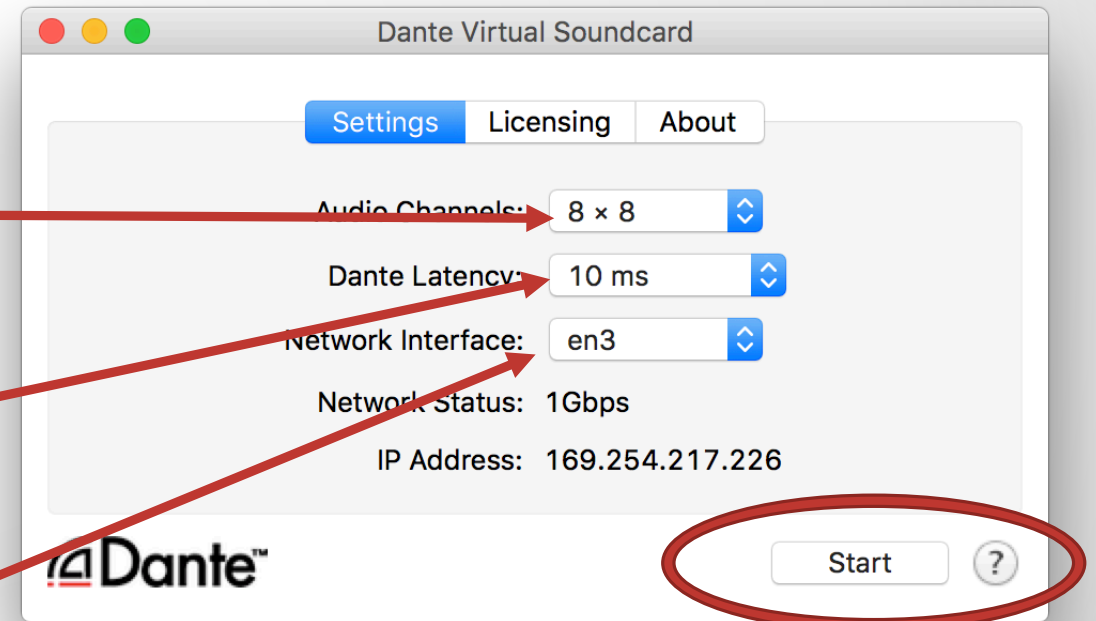 Dante Virtual Soundcard
Settings Licensing About
Audio Channels: 8 × 8
Dante Latency: 10 ms
Network Interface: en3
Network Status: 1Gbps
IP Address: 169.254.217.226
Dante™ Start ?